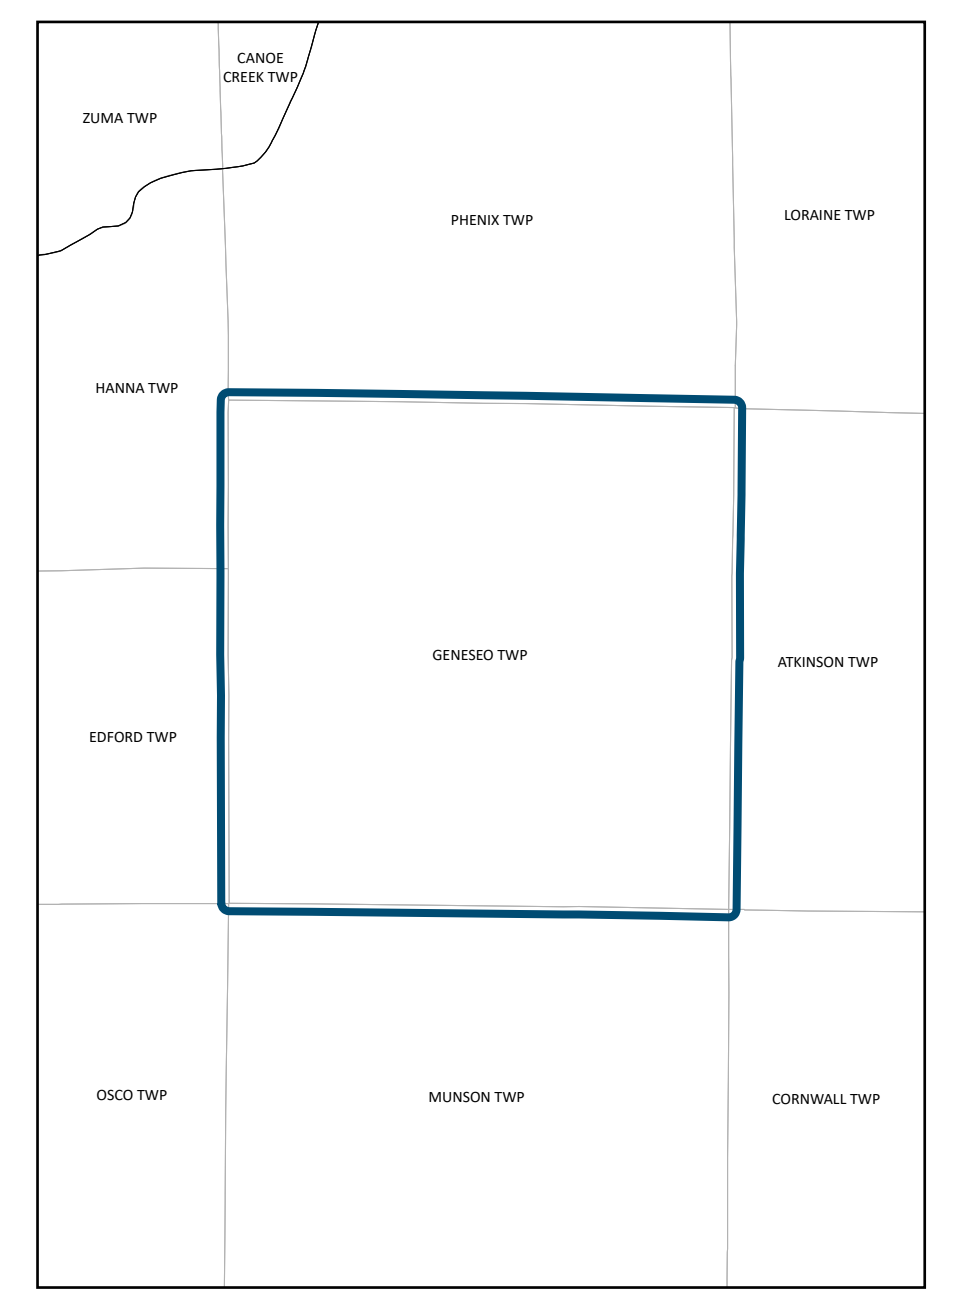 CANOE
CREEK TWP
ZUMA TWP
PHENIX TWP
LORAINE TWP
HANNA TWP
GENESEO TWP
ATKINSON TWP
EDFORD TWP
OSCO TWP
MUNSON TWP
CORNWALL TWP